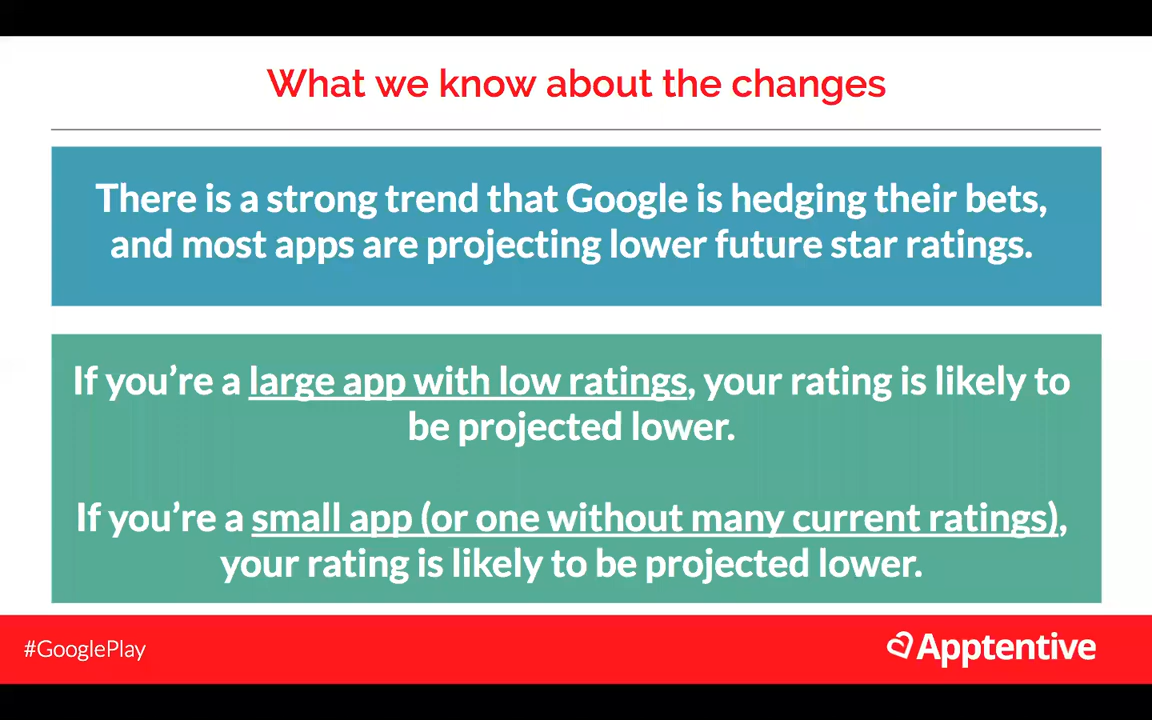 What we know about the changes
There is a strong trend that Google is hedging their bets,
and most apps are projecting lower future star ratings.
If you’re a large app with low ratings, your rating is likely to
be projected lower.
If you’re a small app (or one without many current ratings),
your rating is likely to be projected lower.
#GooglePlay
Apptentive